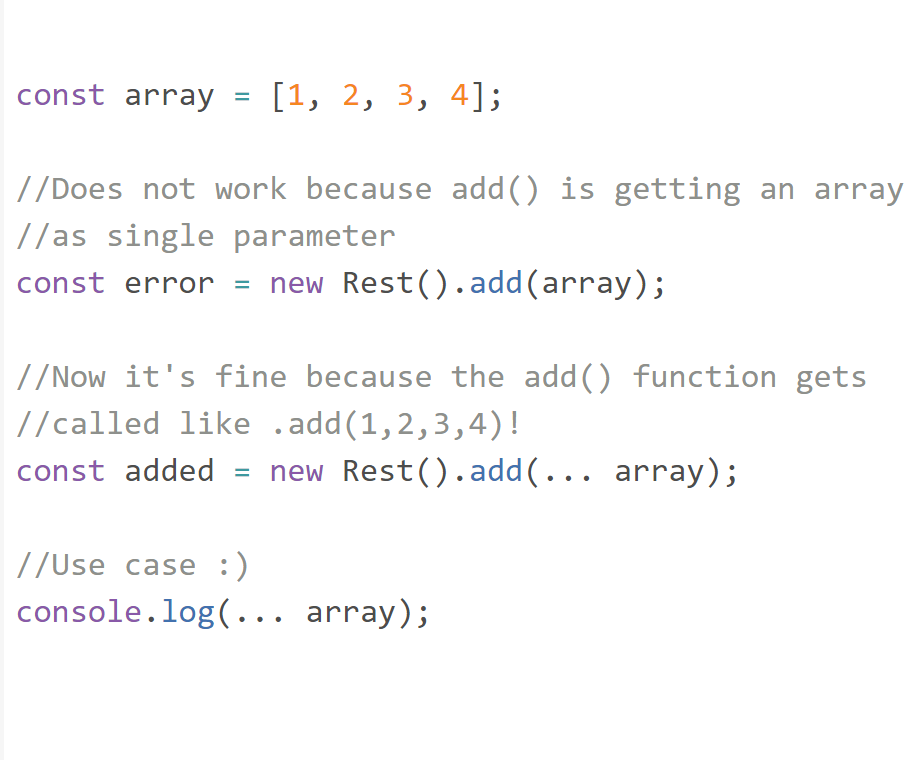 const array = [1, 2, 3, 4];
//Does not work because add() is getting an array
//as single parameter
const error = new Rest().add(array);
//Now it's fine because the add() function gets
//called like .add(1,2,3,4)!
const added = new Rest().add(... array);
//Use case :)
console.log(... array);